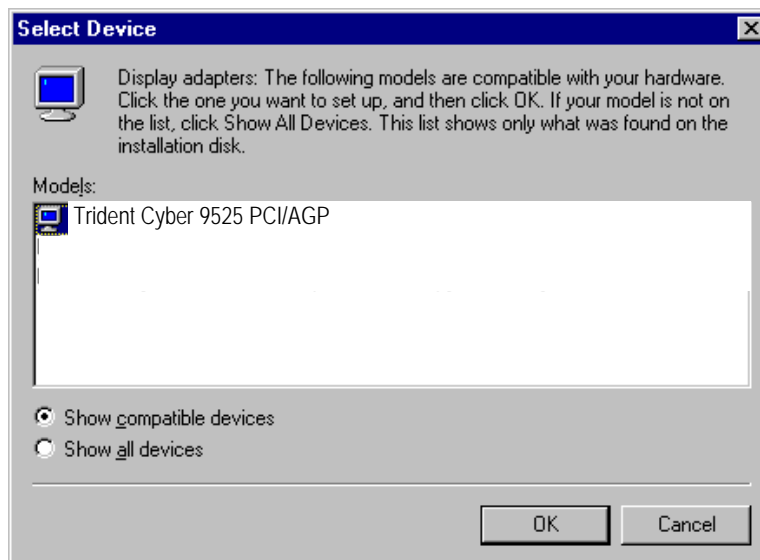 Select Device
Display adapters: The following models are compatible with your hardware.
Click the one you want to set up, and then click OK. If your model is not on
the list, click Show All Devices. This list shows only what was found on the
installation disk.
Models:
Trident Cyber 9525 PCI/AGP
Show compatible devices
Show all devices
OK
Cancel